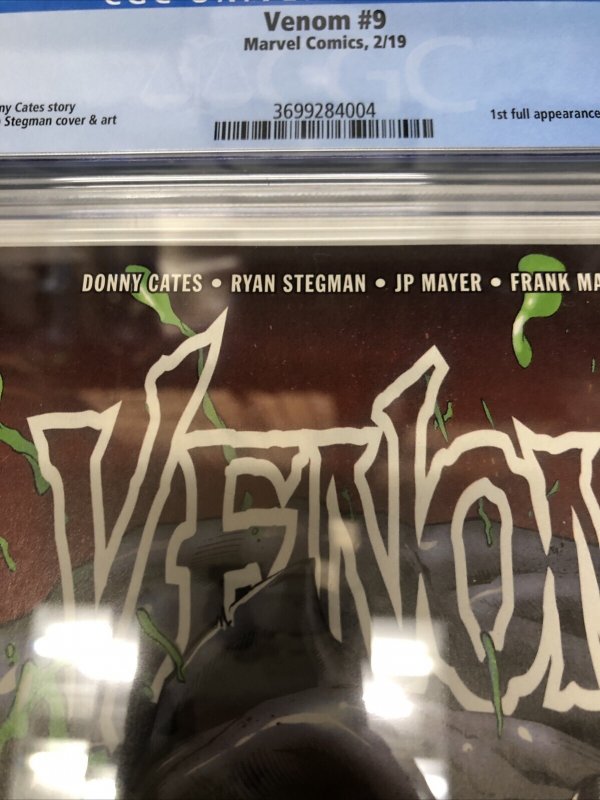 Venom #9
Marvel Comics, 2/19
ny Cates story
Stegman cover & art
3699284004
1st full appearance
DONNY CATES • RYAN STEGMAN • JP MAYER • FRANK MA
VENOM